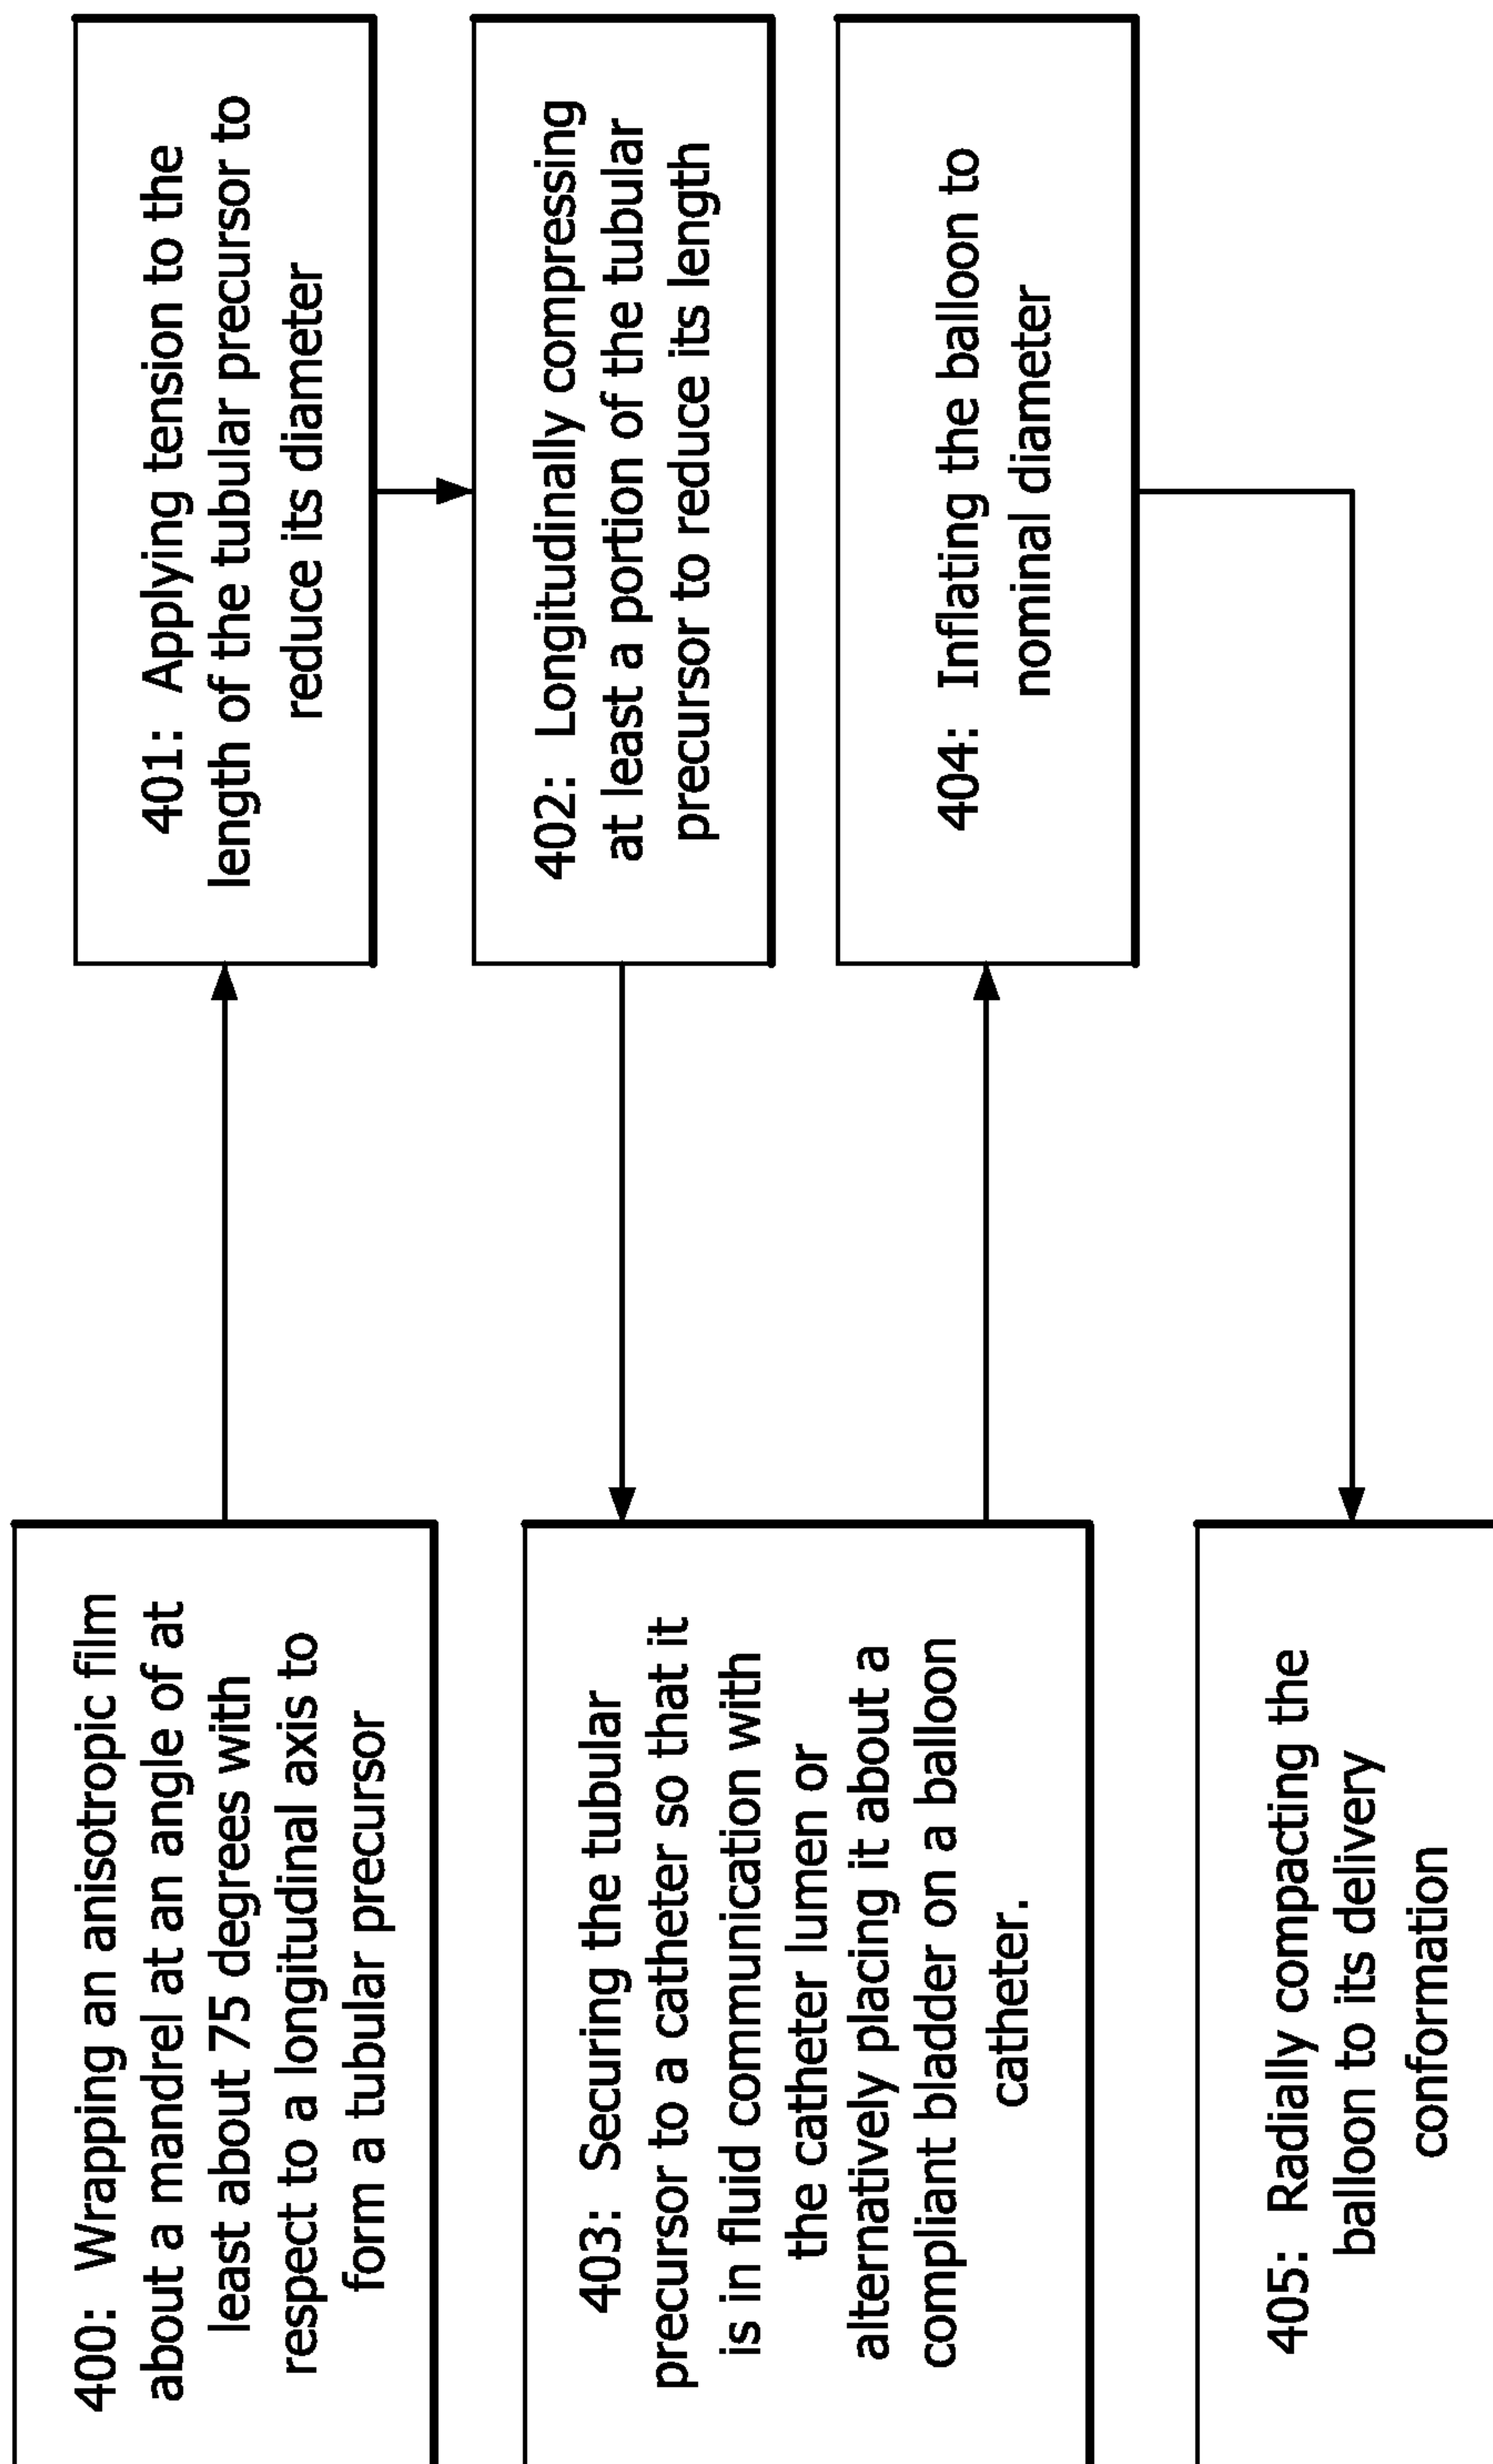 400: Wrapping an anisotropic film
about a mandrel at an angle of at
least about 75 degrees with
respect to a longitudinal axis to
form a tubular precursor
401: Applying tension to the
length of the tubular precursor to
reduce its diameter
402: Longitudinally compressing
at least a portion of the tubular
precursor to reduce its length
403: Securing the tubular
precursor to a catheter so that it
is in fluid communication with
the catheter lumen or
alternatively placing it about a
compliant bladder on a balloon
catheter.
404: Inflating the balloon to
nominal diameter
405: Radially compacting the
balloon to its delivery
conformation